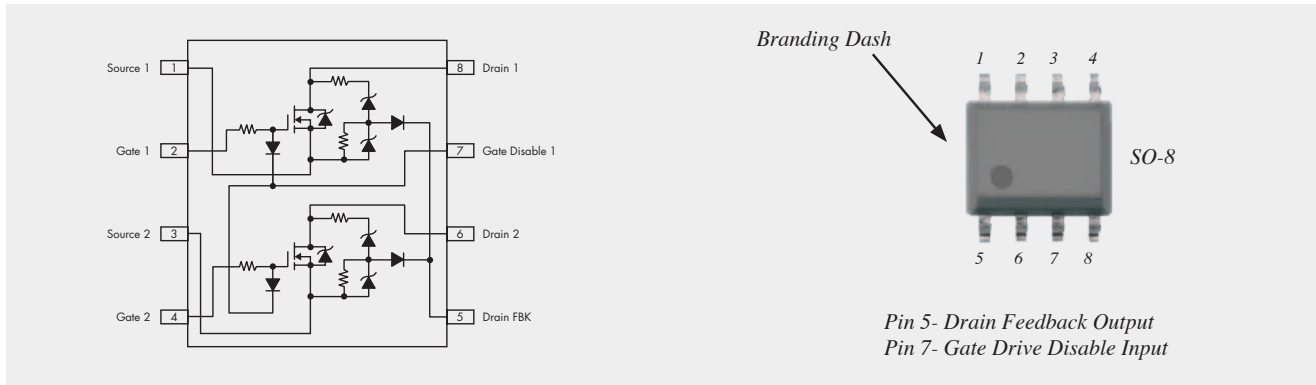 Source 1 1
8 Drain 1
Gate 1 2
7 Gate Disable 1
Source 2 3
6 Drain 2
Gate 2 4
5 Drain FBK
Branding Dash
1 2 3 4
SO-8
5 6 7 8
Pin 5- Drain Feedback Output
Pin 7- Gate Drive Disable Input